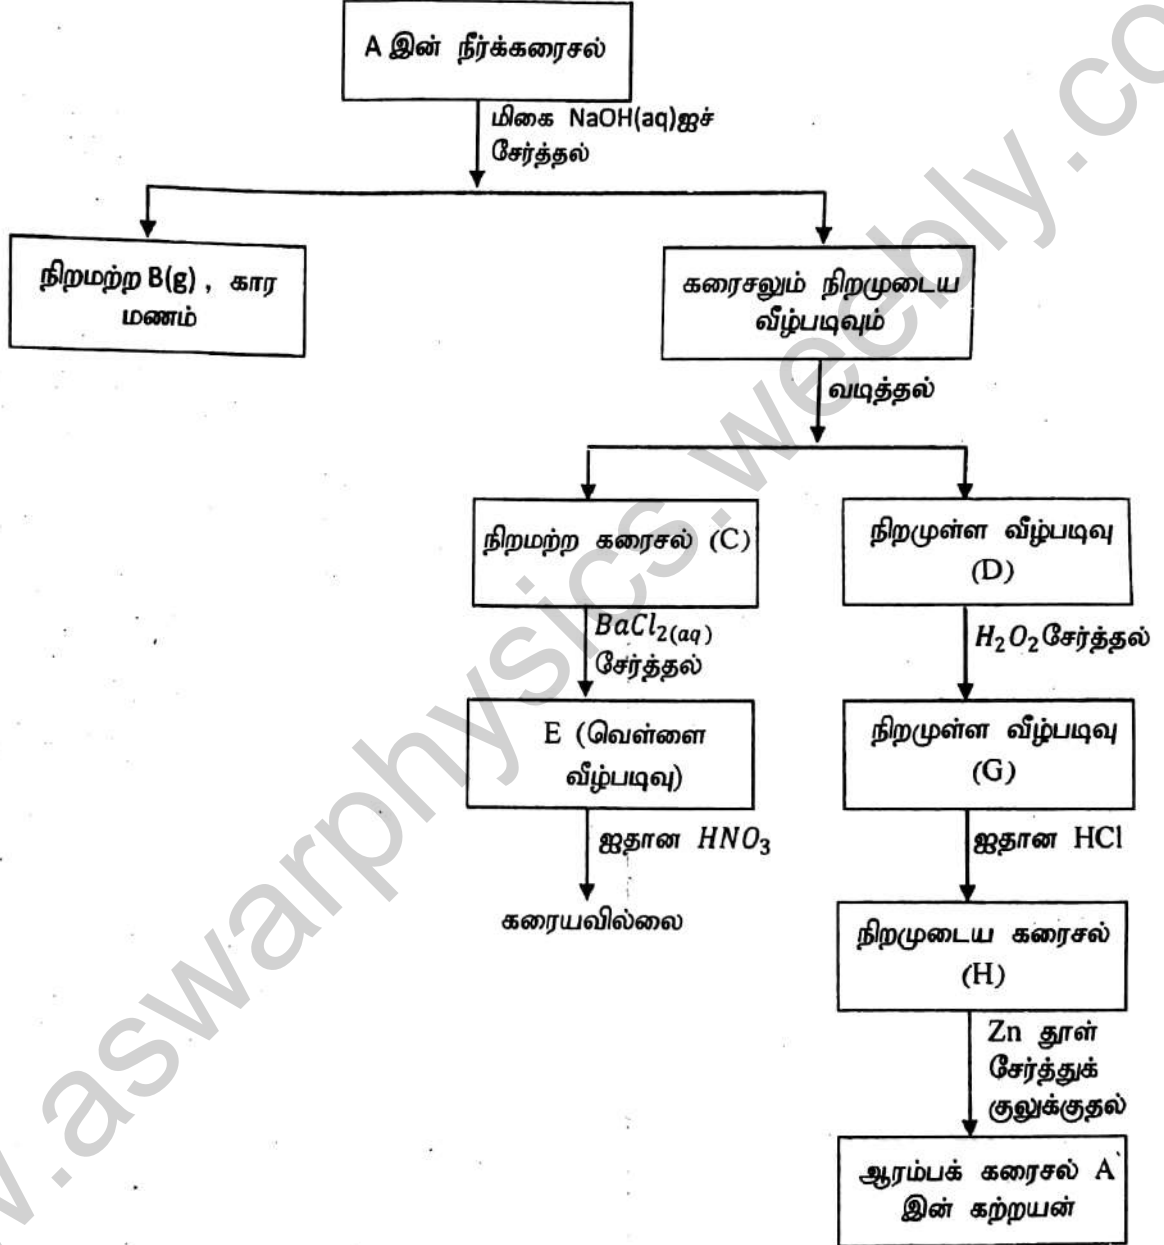 A இன் நீர்க்கரைசல்
மிகை NaOH(aq)ஐச்
சேர்த்தல்
நிறமற்ற B(g) , கார
மணம்
கரைசலும் நிறமுடைய
வீழ்படிவும்
வடித்தல்
நிறமற்ற கரைசல் (C)
நிறமுள்ள வீழ்படிவு
(D)
BaCl₂(aq)
சேர்த்தல்
H₂O₂ சேர்த்தல்
E (வெள்ளை
வீழ்படிவு)
நிறமுள்ள வீழ்படிவு
(G)
ஐதான HNO₃
ஐதான HCl
கரையவில்லை
நிறமுடைய கரைசல்
(H)
Zn தூள்
சேர்த்துக்
குலுக்குதல்
ஆரம்பக் கரைசல் A
இன் கற்றயன்
w.aswarphysics.weebly.co